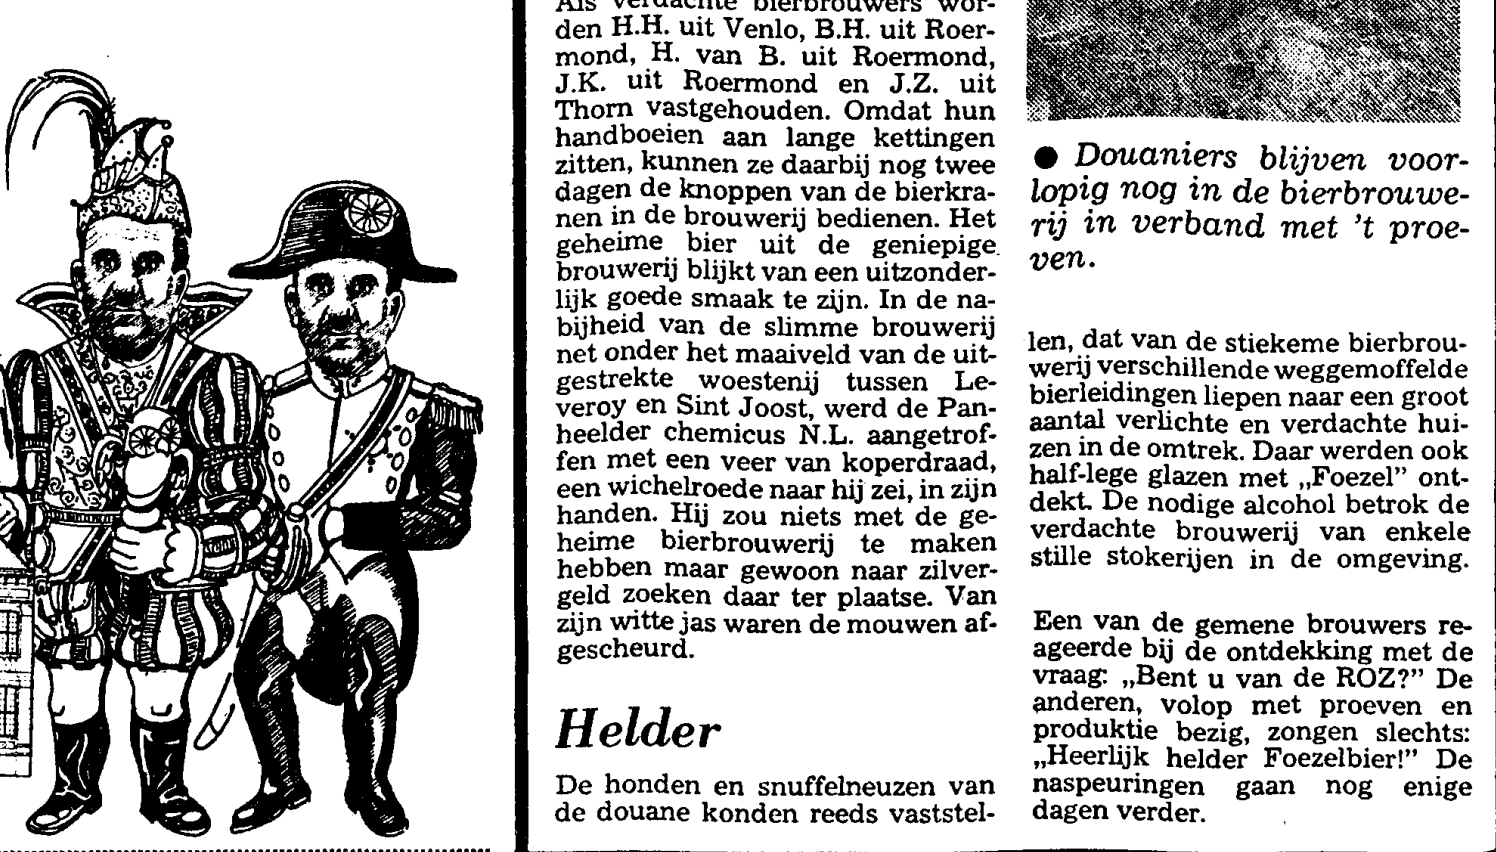 Als verdachte bierbrouwers wor-
den H.H. uit Venlo, B.H. uit Roer-
mond, H. van B. uit Roermond,
J.K. uit Roermond en J.Z. uit
Thorn vastgehouden. Omdat hun
handboeien aan lange kettingen
zitten, kunnen ze daarbij nog twee
dagen de knoppen van de bierkra-
nen in de brouwerij bedienen. Het
geheime bier uit de geniepige
brouwerij blijkt van een uitzonder-
lijk goede smaak te zijn. In de na-
bijheid van de slimme brouwerij
net onder het maaiveld van de uit-
gestrekte woestenij tussen Le-
veroy en Sint Joost, werd de Pan-
heelder chemicus N.L. aangetrof-
fen met een veer van koperdraad,
een wichelroede naar hij zei, in zijn
handen. Hij zou niets met de ge-
heime bierbrouwerij te maken
hebben maar gewoon naar zilver-
geld zoeken daar ter plaatse. Van
zijn witte jas waren de mouwen af-
gescheurd.
Helder
De honden en snuffelneuzen van
de douane konden reeds vaststel-
● Douaniers blijven voor-
lopig nog in de bierbrouwe-
rij in verband met 't proe-
ven.
len, dat van de stiekeme bierbrou-
werij verschillende weggemoffelde
bierleidingen liepen naar een groot
aantal verlichte en verdachte hui-
zen in de omtrek. Daar werden ook
half-lege glazen met „Foezel” ont-
dekt. De nodige alcohol betrok de
verdachte brouwerij van enkele
stille stokerijen in de omgeving.
Een van de gemene brouwers re-
ageerde bij de ontdekking met de
vraag: „Bent u van de ROZ?” De
anderen, volop met proeven en
produktie bezig, zongen slechts:
„Heerlijk helder Foezelbier!” De
naspeuringen gaan nog enige
dagen verder.